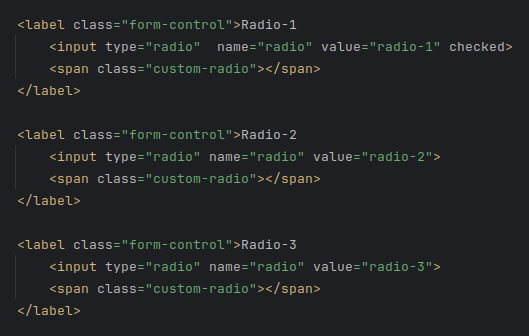 <label class="form-control">Radio-1
    <input type="radio"  name="radio" value="radio-1" checked>
    <span class="custom-radio"></span>
</label>

<label class="form-control">Radio-2
    <input type="radio" name="radio" value="radio-2">
    <span class="custom-radio"></span>
</label>

<label class="form-control">Radio-3
    <input type="radio" name="radio" value="radio-3">
    <span class="custom-radio"></span>
</label>